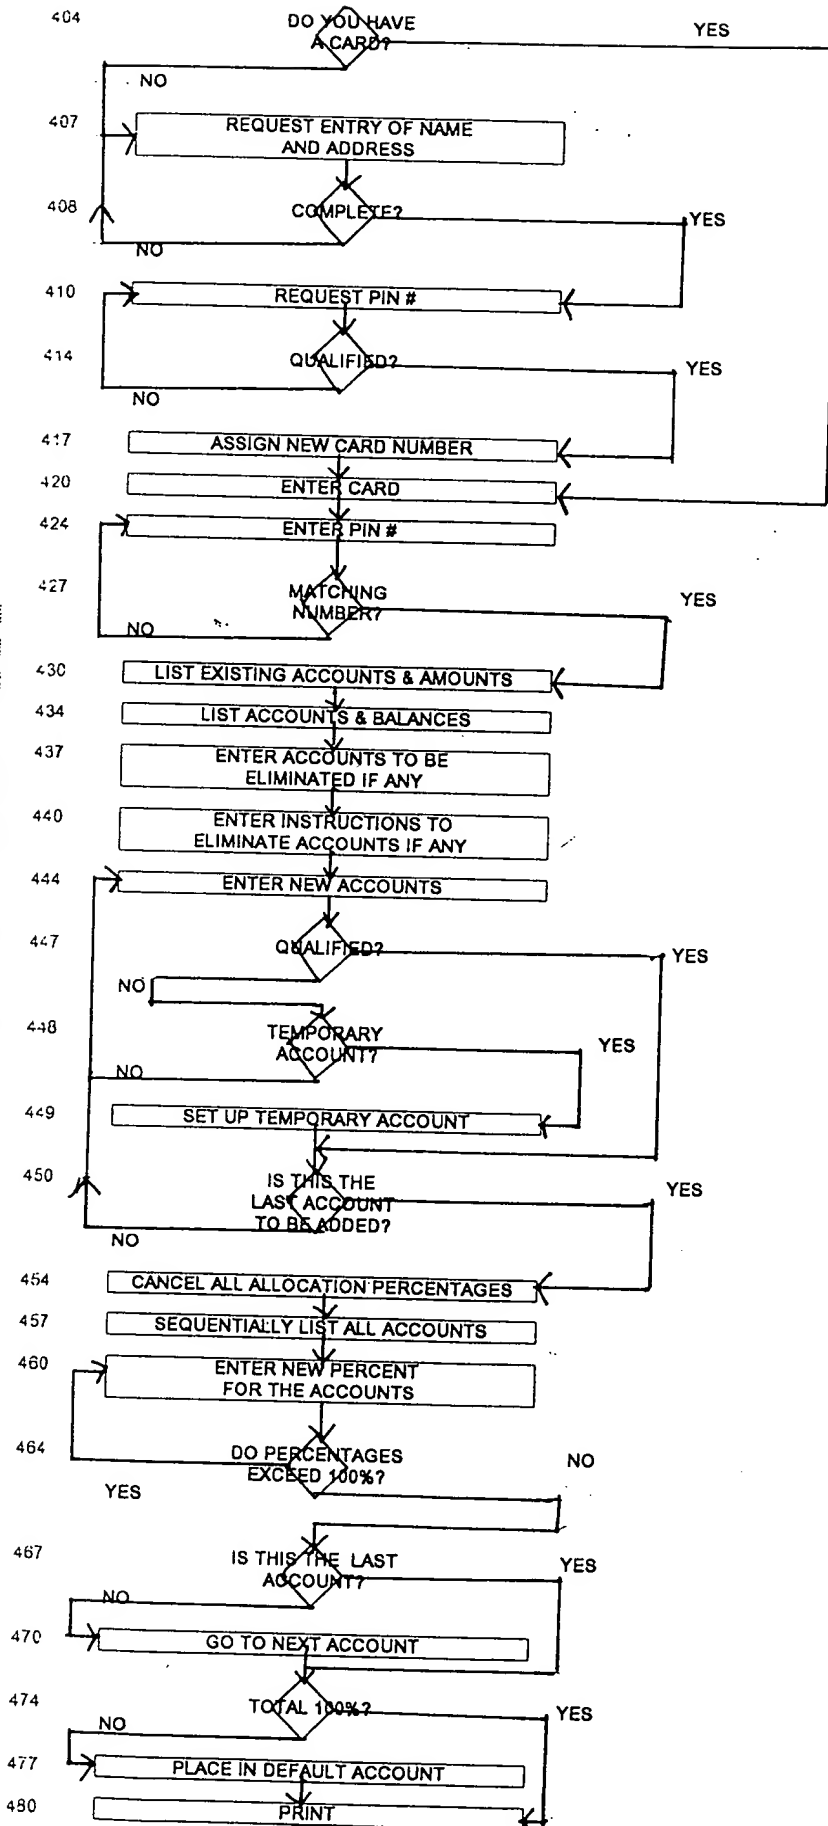 404
DO YOU HAVE
A CARD?
YES
NO
407
REQUEST ENTRY OF NAME
AND ADDRESS
408
COMPLETE?
YES
NO
410
REQUEST PIN #
414
QUALIFIED?
YES
NO
417
ASSIGN NEW CARD NUMBER
420
ENTER CARD
424
ENTER PIN #
427
MATCHING
NUMBER?
YES
NO
430
LIST EXISTING ACCOUNTS & AMOUNTS
434
LIST ACCOUNTS & BALANCES
437
ENTER ACCOUNTS TO BE
ELIMINATED IF ANY
440
ENTER INSTRUCTIONS TO
ELIMINATE ACCOUNTS IF ANY
444
ENTER NEW ACCOUNTS
447
QUALIFIED?
YES
NO
448
TEMPORARY
ACCOUNT?
YES
NO
449
SET UP TEMPORARY ACCOUNT
450
IS THIS THE
LAST ACCOUNT
TO BE ADDED?
YES
NO
454
CANCEL ALL ALLOCATION PERCENTAGES
457
SEQUENTIALLY LIST ALL ACCOUNTS
460
ENTER NEW PERCENT
FOR THE ACCOUNTS
464
DO PERCENTAGES
EXCEED 100%?
NO
YES
467
IS THIS THE LAST
ACCOUNT?
YES
NO
470
GO TO NEXT ACCOUNT
474
TOTAL 100%?
YES
NO
477
PLACE IN DEFAULT ACCOUNT
480
PRINT